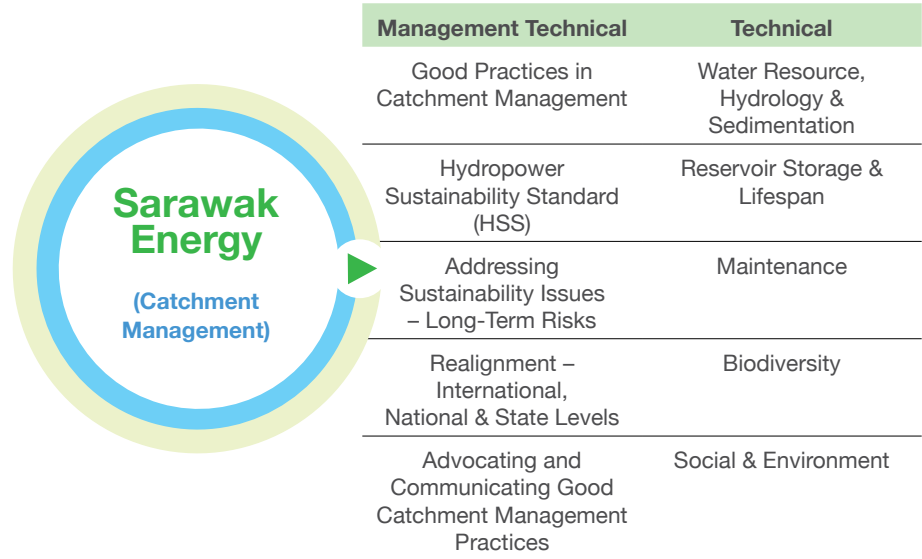 Sarawak
Energy
(Catchment
Management)
Management Technical
Technical
Good Practices in
Catchment Management
Water Resource,
Hydrology &
Sedimentation
Hydropower
Sustainability Standard
(HSS)
Reservoir Storage &
Lifespan
Addressing
Sustainability Issues
– Long-Term Risks
Maintenance
Realignment –
International,
National & State Levels
Biodiversity
Advocating and
Communicating Good
Catchment Management
Practices
Social & Environment